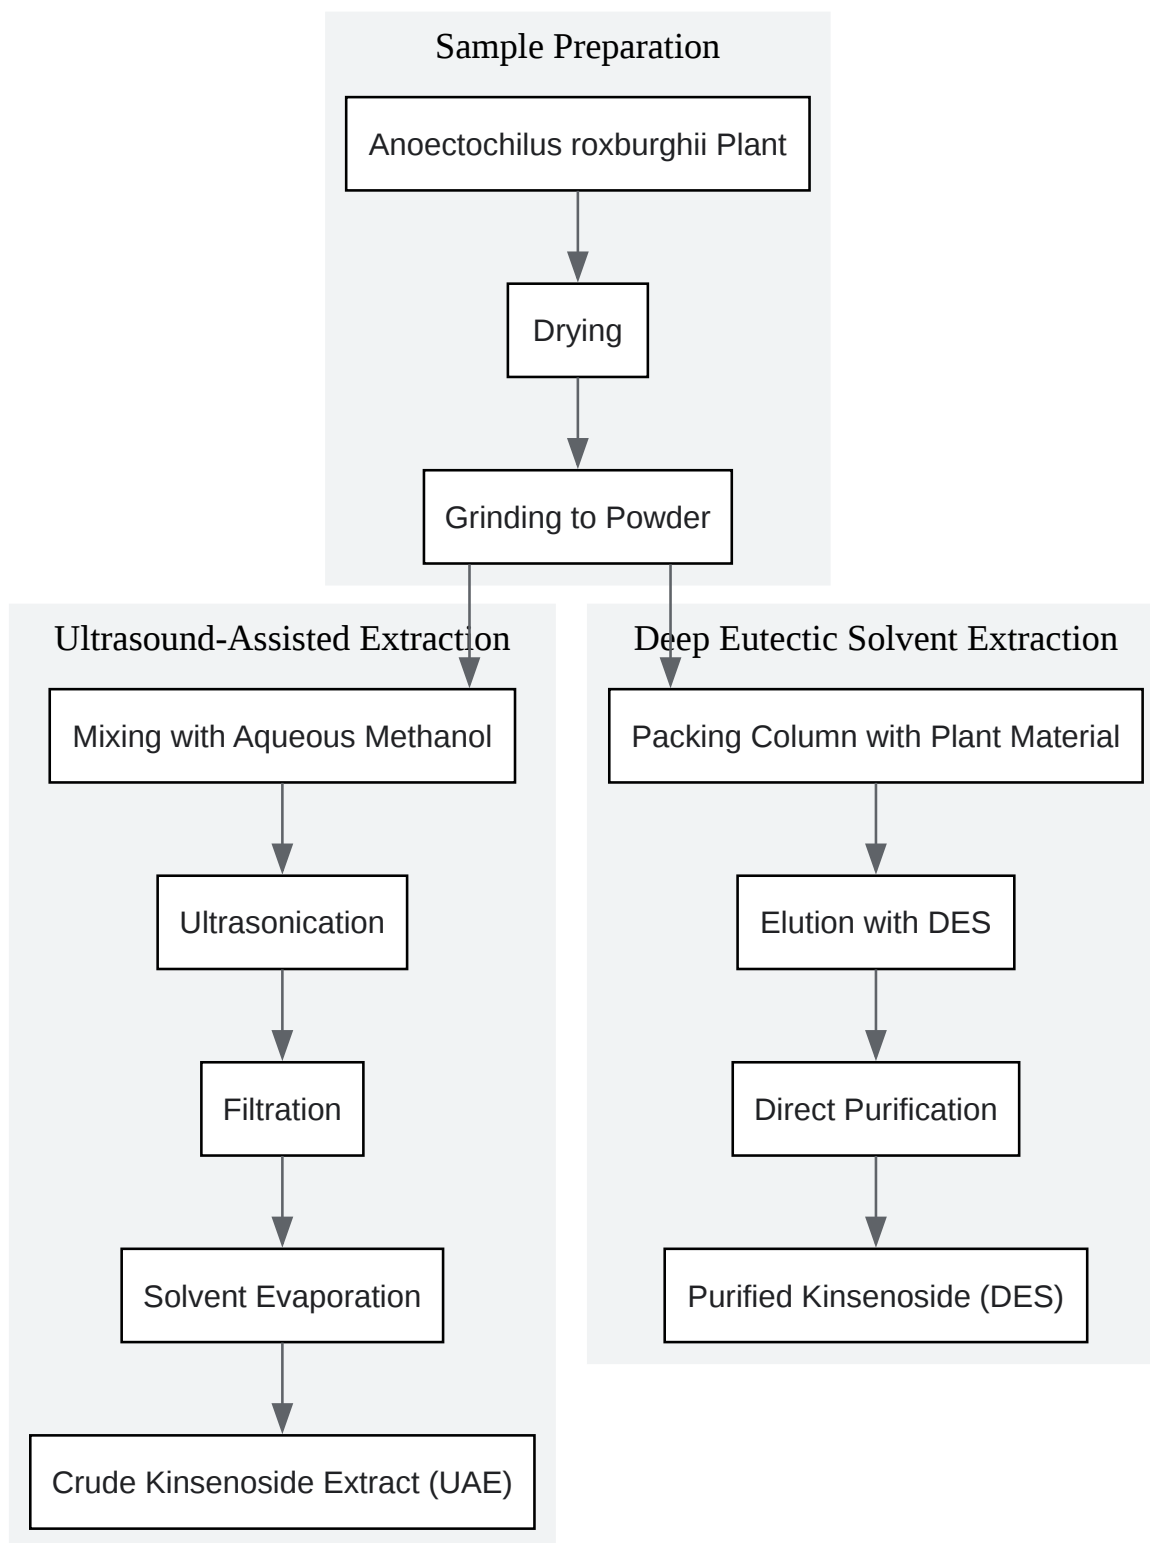 Sample Preparation
Anoectochilus roxburghii Plant
Drying
Grinding to Powder
Ultrasound-Assisted Extraction
Mixing with Aqueous Methanol
Ultrasonication
Filtration
Solvent Evaporation
Crude Kinsenoside Extract (UAE)
Deep Eutectic Solvent Extraction
Packing Column with Plant Material
Elution with DES
Direct Purification
Purified Kinsenoside (DES)